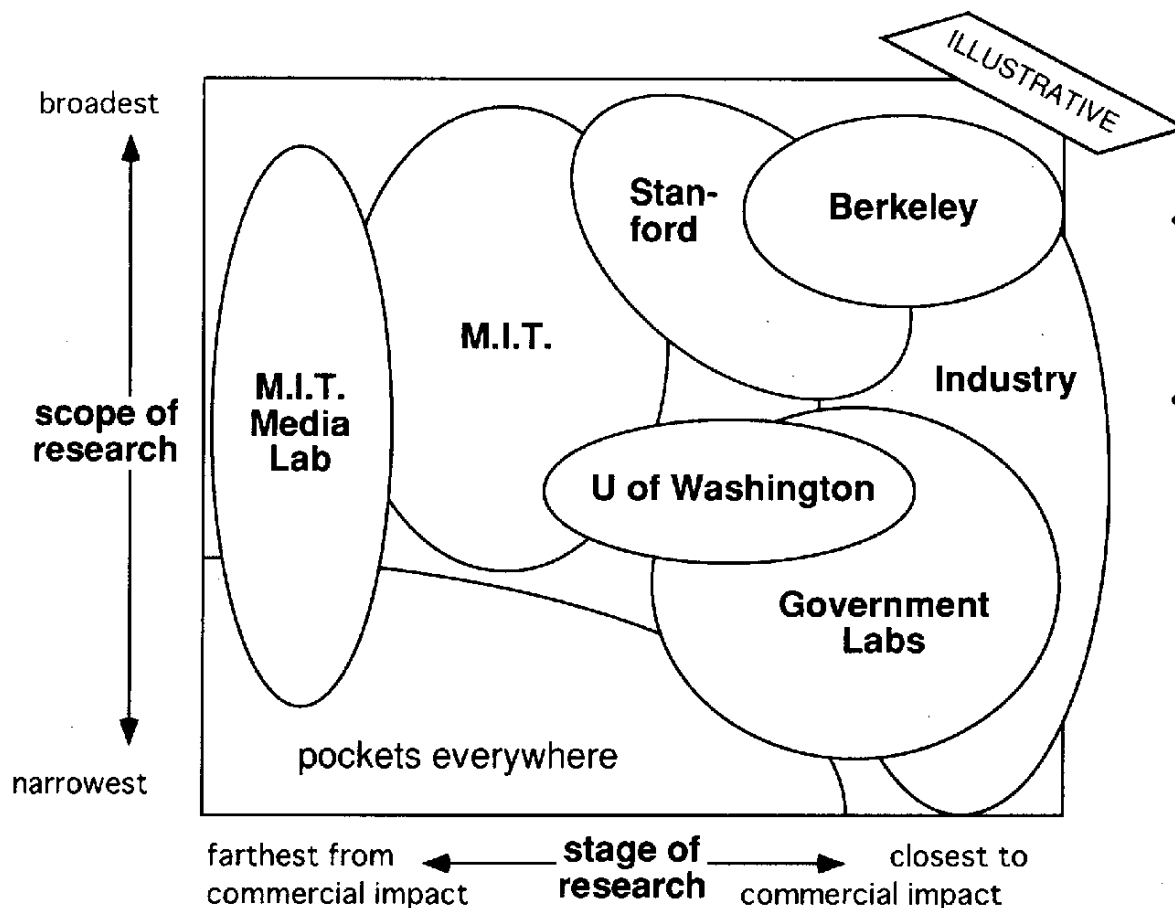 ILLUSTRATIVE
broadest
Stan-
ford
Berkeley
M.I.T.
Industry
M.I.T.
Media
Lab
scope of
research
U of Washington
Government
Labs
pockets everywhere
narrowest
farthest from
commercial impact
stage of
research
closest to
commercial impact